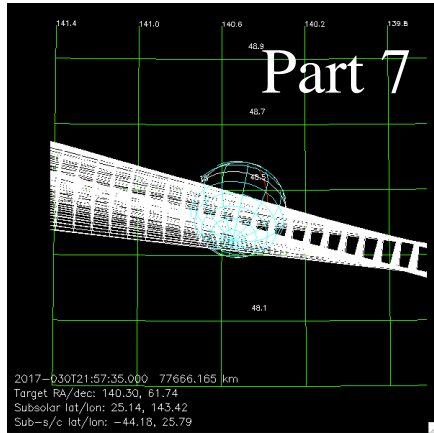 141.4 141.0 140.6 140.2 139.8
48.9
Part 7
48.7
48.5
48.1
2017-030T21:57:35.000 77666.165 km
Target RA/dec: 140.30, 61.74
Subsolar lat/lon: 25.14, 143.42
Sub-s/c lat/lon: -44.18, 25.79